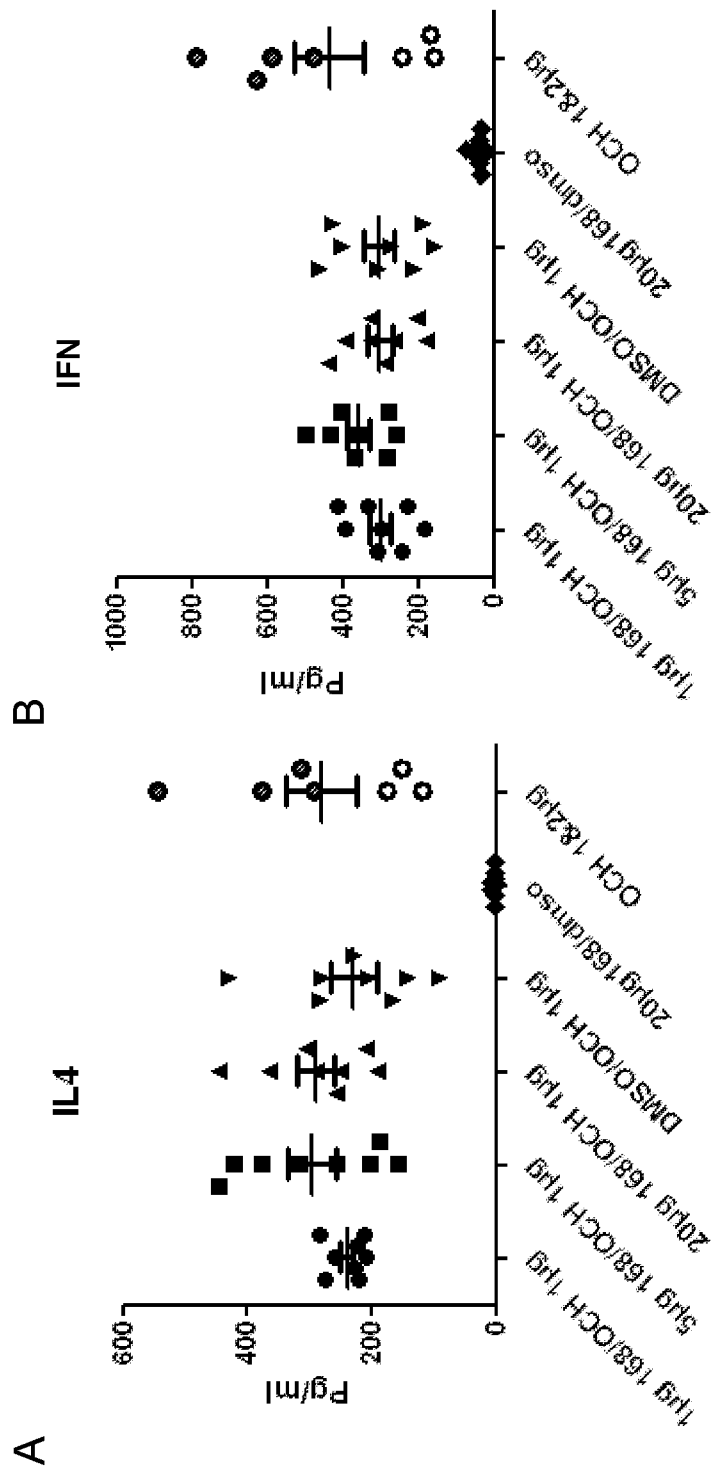 A
IL4
Pg/ml
600
400
200
0
1µg 168/OCH 1µg
5µg 168/OCH 1µg
20µg 168/OCH 1µg
DMSO/OCH 1µg
20µg168/dmso
OCH 1&2µg
B
IFN
Pg/ml
1000
800
600
400
200
0
1µg 168/OCH 1µg
5µg 168/OCH 1µg
20µg 168/OCH 1µg
DMSO/OCH 1µg
20µg168/dmso
OCH 1&2µg